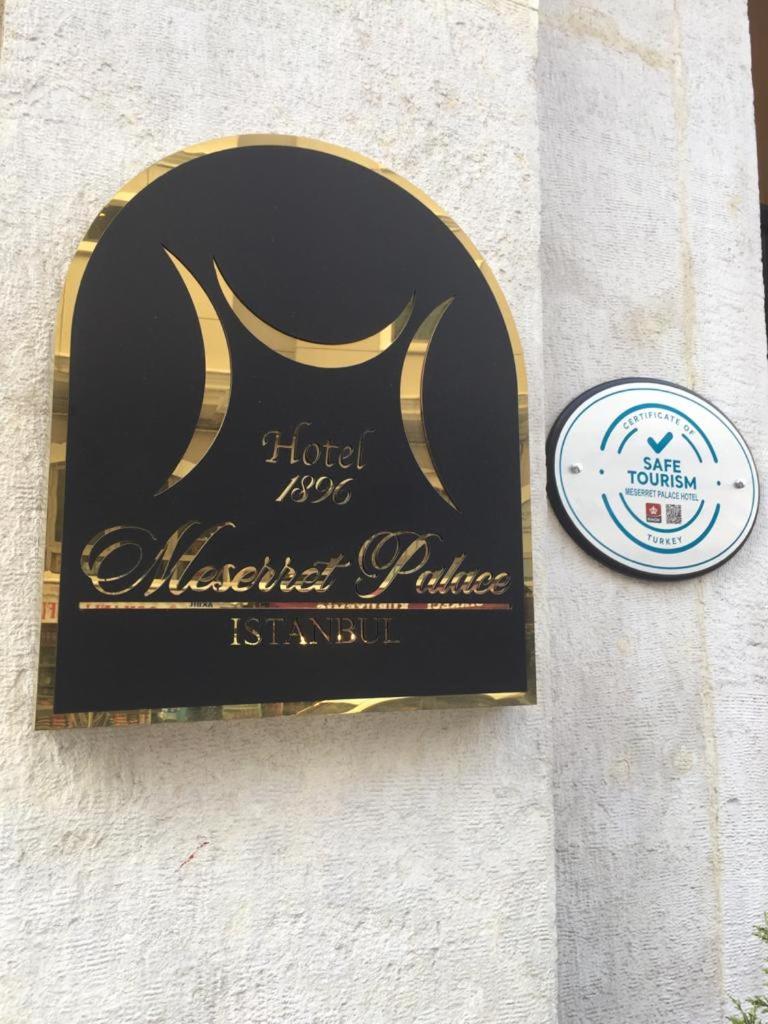 Hotel
1896
Meserret Palace
ISTANBUL
CERTIFICATE OF
SAFE
TOURISM
MESERRET PALACE HOTEL
TURKEY